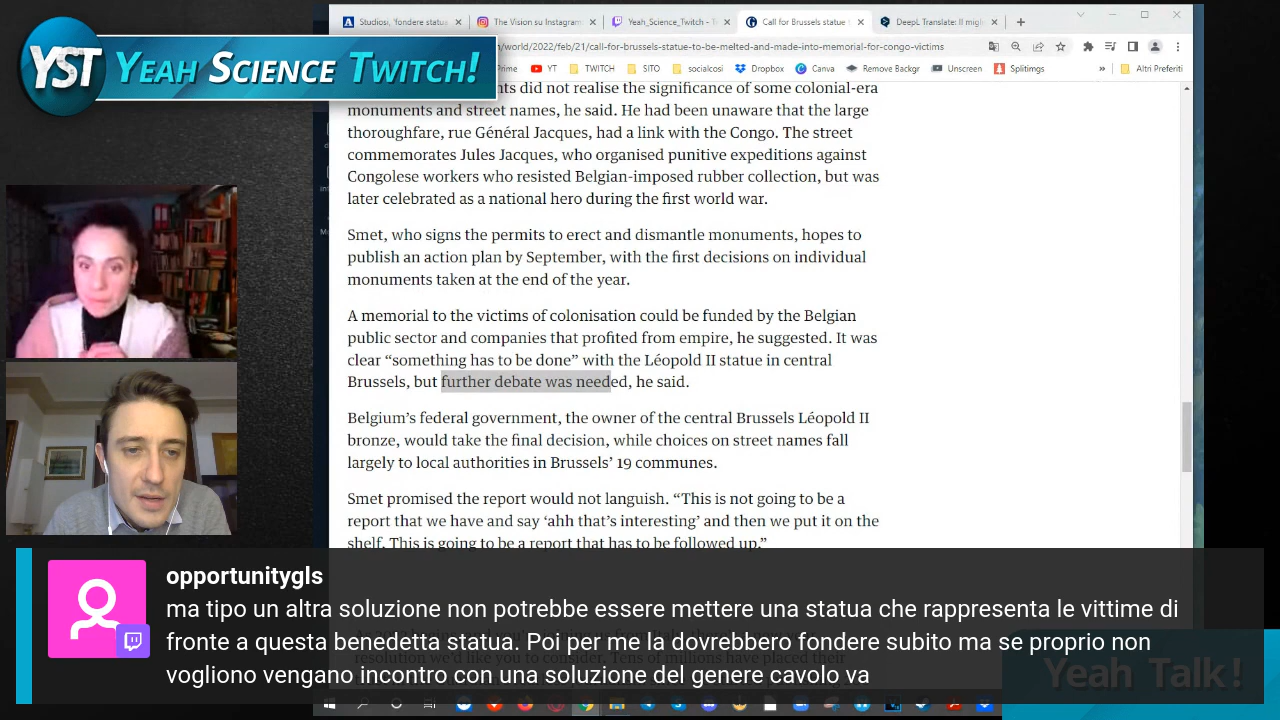 YST YEAH SCIENCE TWITCH!
Studiosi, 'fondere statua
The Vision su Instagram
Yeah_Science_Twitch - T
Call for Brussels statue
DeepL Translate: Il migli
/world/2022/feb/21/call-for-brussels-statue-to-be-melted-and-made-into-memorial-for-congo-victims
Prime
YT
TWITCH
SITO
socialcosi
Dropbox
Canva
Remove Backgr
Unscreen
Splitimgs
»
Altri Preferiti
nts did not realise the significance of some colonial-era
monuments and street names, he said. He had been unaware that the large
thoroughfare, rue Général Jacques, had a link with the Congo. The street
commemorates Jules Jacques, who organised punitive expeditions against
Congolese workers who resisted Belgian-imposed rubber collection, but was
later celebrated as a national hero during the first world war.
Smet, who signs the permits to erect and dismantle monuments, hopes to
publish an action plan by September, with the first decisions on individual
monuments taken at the end of the year.
A memorial to the victims of colonisation could be funded by the Belgian
public sector and companies that profited from empire, he suggested. It was
clear “something has to be done” with the Léopold II statue in central
Brussels, but further debate was needed, he said.
Belgium’s federal government, the owner of the central Brussels Léopold II
bronze, would take the final decision, while choices on street names fall
largely to local authorities in Brussels’ 19 communes.
Smet promised the report would not languish. “This is not going to be a
report that we have and say ‘ahh that’s interesting’ and then we put it on the
shelf. This is going to be a report that has to be followed up.”
opportunitygls
ma tipo un altra soluzione non potrebbe essere mettere una statua che rappresenta le vittime di
fronte a questa benedetta statua. Poi per me la dovrebbero fondere subito ma se proprio non
vogliono vengano incontro con una soluzione del genere cavolo va
resolution we'd like you to consider. Tens of millions have placed their
Yeah Talk!